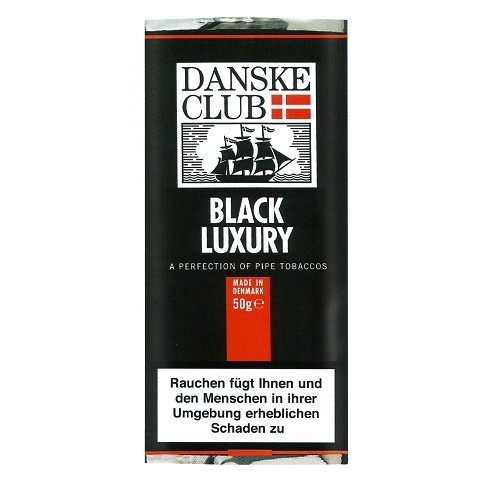 DANSKE
CLUB
BLACK
LUXURY
A PERFECTION OF PIPE TOBACCOS
MADE IN
DENMARK
50g℮
Rauchen fügt Ihnen und
den Menschen in ihrer
Umgebung erheblichen
Schaden zu